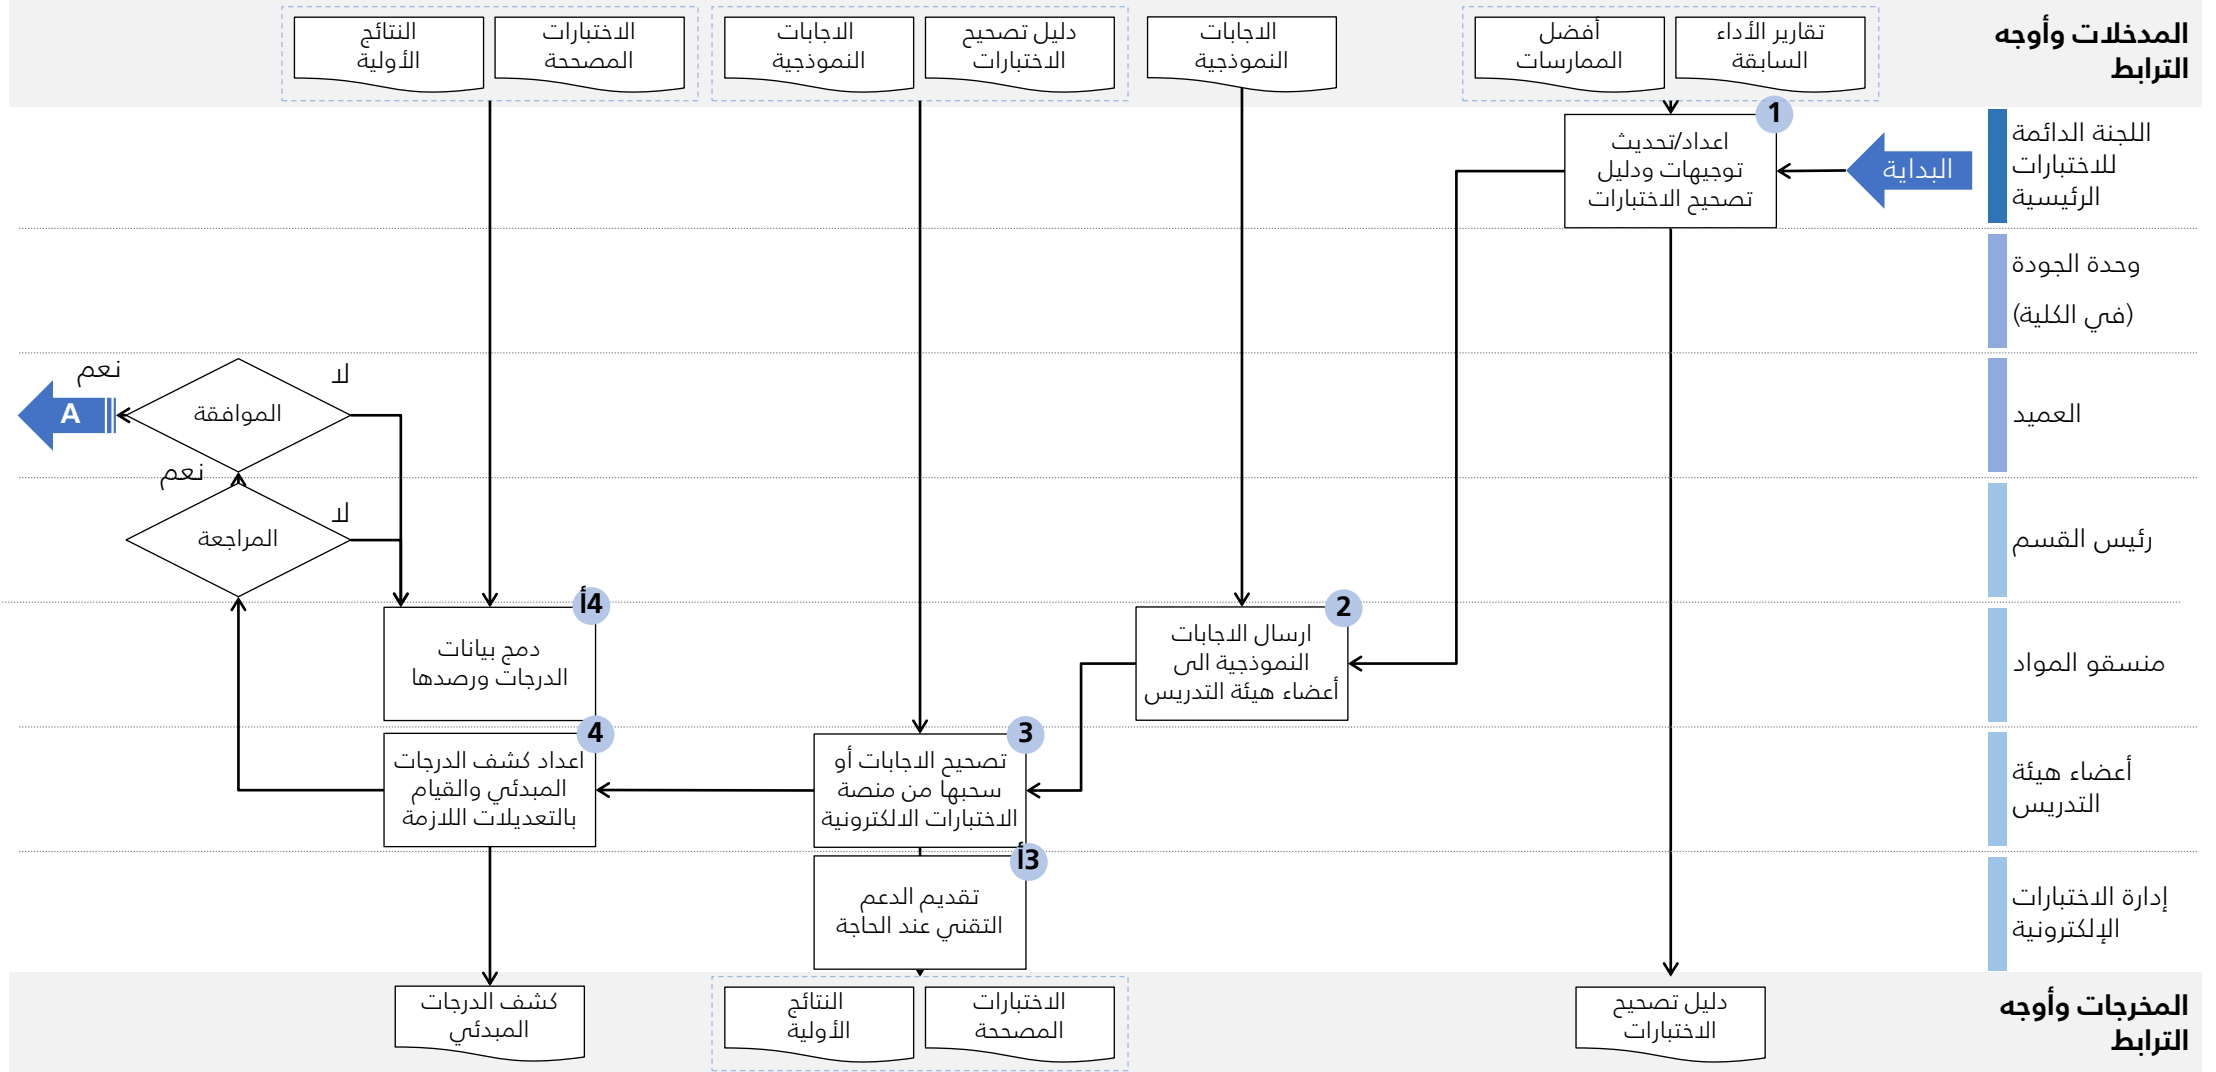 المدخلات وأوجه
الترابط
تقارير الأداء
السابقة
أفضل
الممارسات
الاجابات
النموذجية
دليل تصحيح
الاختبارات
الاجابات
النموذجية
الاختبارات
المصححة
النتائج
الأولية
اللجنة الدائمة
للاختبارات
الرئيسية
البداية
1
اعداد/تحديث
توجيهات ودليل
تصحيح الاختبارات
وحدة الجودة
(في الكلية)
العميد
لا
الموافقة
نعم
A
رئيس القسم
لا
المراجعة
نعم
منسقو المواد
2
ارسال الاجابات
النموذجية الى
أعضاء هيئة التدريس
4أ
دمج بيانات
الدرجات ورصدها
أعضاء هيئة
التدريس
3
تصحيح الاجابات أو
سحبها من منصة
الاختبارات الالكترونية
4
اعداد كشف الدرجات
المبدئي والقيام
بالتعديلات اللازمة
إدارة الاختبارات
الإلكترونية
3أ
تقديم الدعم
التقني عند الحاجة
المخرجات وأوجه
الترابط
دليل تصحيح
الاختبارات
الاختبارات
المصححة
النتائج
الأولية
كشف الدرجات
المبدئي